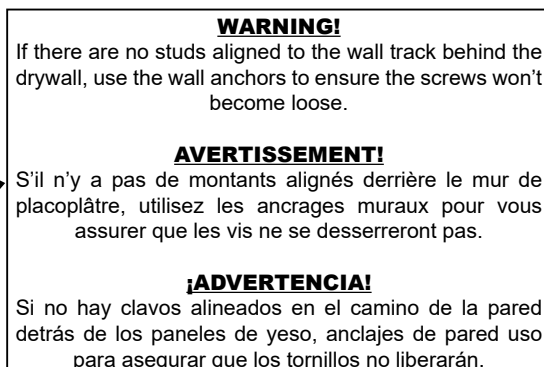 WARNING!
If there are no studs aligned to the wall track behind the
drywall, use the wall anchors to ensure the screws won't
become loose.
AVERTISSEMENT!
S'il n'y a pas de montants alignés derrière le mur de
placoplâtre, utilisez les ancrages muraux pour vous
assurer que les vis ne se desserreront pas.
¡ADVERTENCIA!
Si no hay clavos alineados en el camino de la pared
detrás de los paneles de yeso, anclajes de pared uso
para asegurar que los tornillos no liberarán.